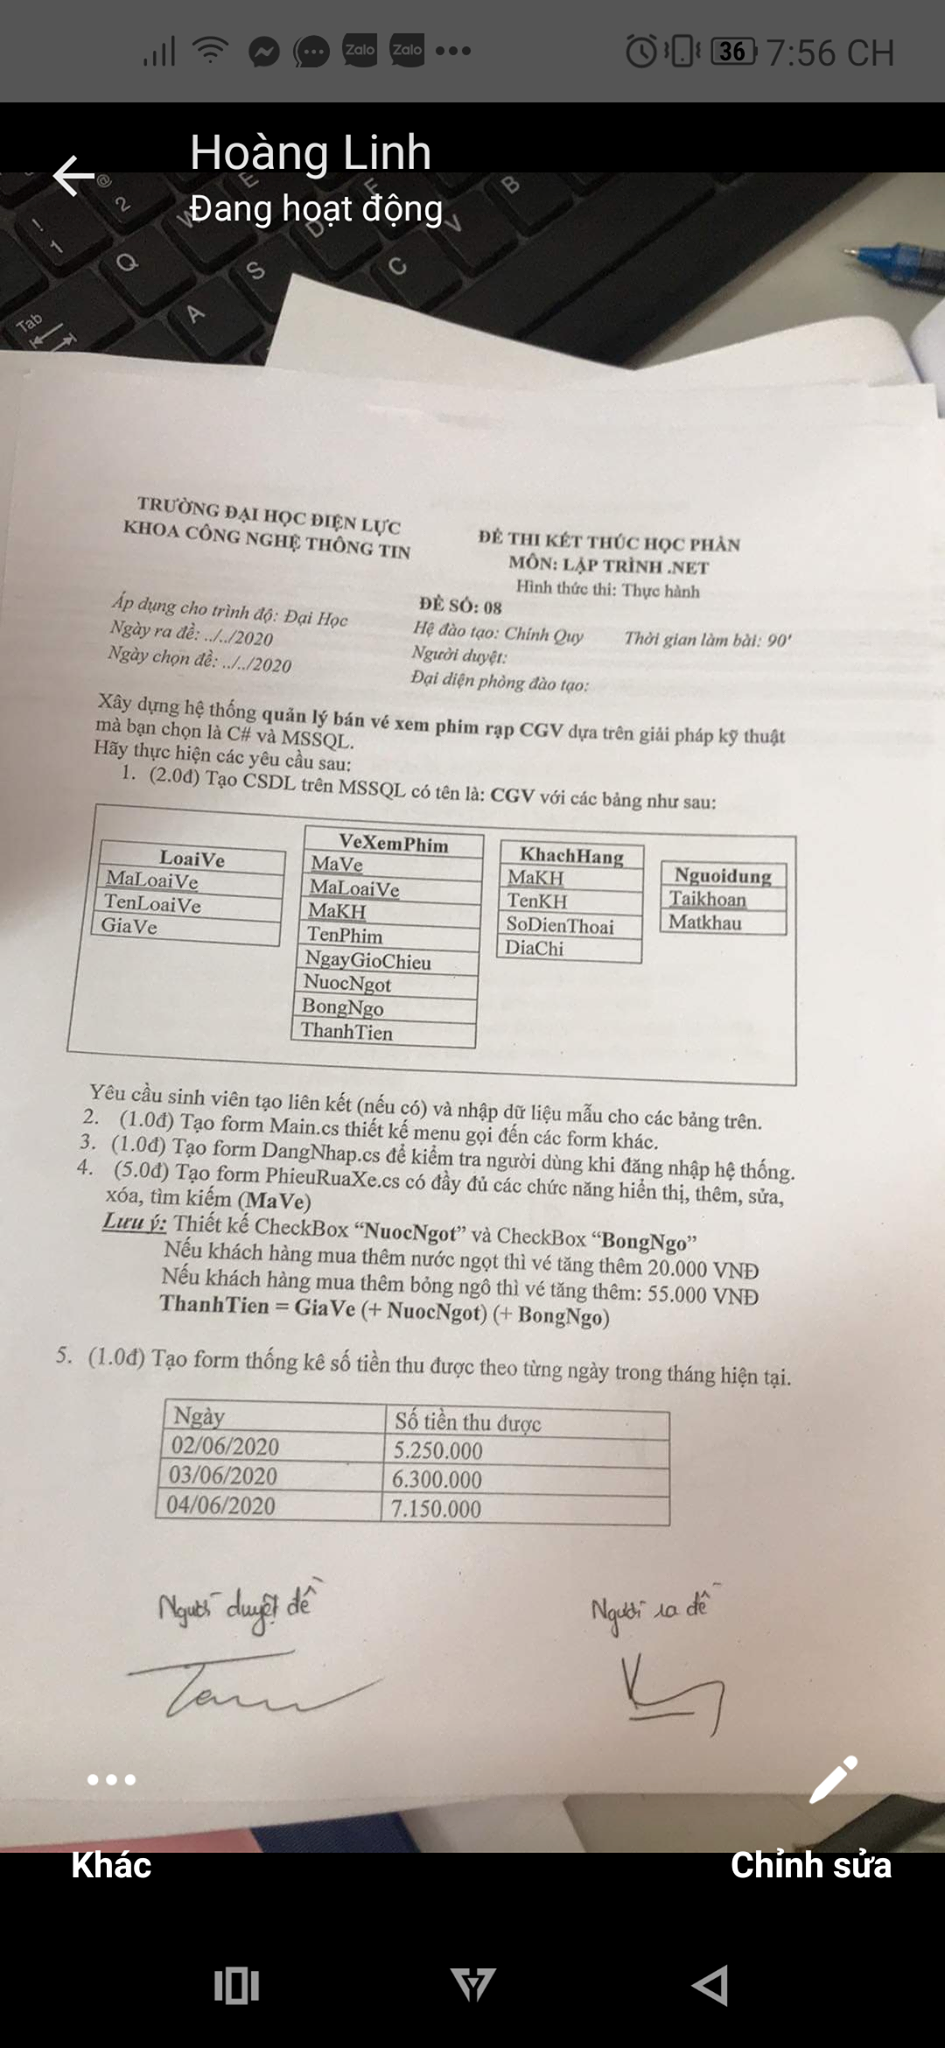 36 7:56 CH
Zalo Zalo
Hoàng Linh
Đang hoạt động
! 1 @ 2 W E F B
Tab Q A S D C V
TRƯỜNG ĐẠI HỌC ĐIỆN LỰC
KHOA CÔNG NGHỆ THÔNG TIN
ĐỀ THI KẾT THÚC HỌC PHẦN
MÔN: LẬP TRÌNH .NET
Hình thức thi: Thực hành
ĐỀ SỐ: 08
Áp dụng cho trình độ: Đại Học
Ngày ra đề: ../../2020
Ngày chọn đề: ../../2020
Hệ đào tạo: Chính Quy Thời gian làm bài: 90'
Người duyệt:
Đại diện phòng đào tạo:
Xây dựng hệ thống quản lý bán vé xem phim rạp CGV dựa trên giải pháp kỹ thuật
mà bạn chọn là C# và MSSQL.
Hãy thực hiện các yêu cầu sau:
1. (2.0đ) Tạo CSDL trên MSSQL có tên là: CGV với các bảng như sau:
LoaiVe
MaLoaiVe
TenLoaiVe
GiaVe
VeXemPhim
MaVe
MaLoaiVe
MaKH
TenPhim
NgayGioChieu
NuocNgot
BongNgo
ThanhTien
KhachHang
MaKH
TenKH
SoDienThoai
DiaChi
Nguoidung
Taikhoan
Matkhau
Yêu cầu sinh viên tạo liên kết (nếu có) và nhập dữ liệu mẫu cho các bảng trên.
2. (1.0đ) Tạo form Main.cs thiết kế menu gọi đến các form khác.
3. (1.0đ) Tạo form DangNhap.cs để kiểm tra người dùng khi đăng nhập hệ thống.
4. (5.0đ) Tạo form PhieuRuaXe.cs có đầy đủ các chức năng hiển thị, thêm, sửa,
xóa, tìm kiếm (MaVe)
Lưu ý: Thiết kế CheckBox “NuocNgot” và CheckBox “BongNgo”
Nếu khách hàng mua thêm nước ngọt thì vé tăng thêm 20.000 VNĐ
Nếu khách hàng mua thêm bỏng ngô thì vé tăng thêm: 55.000 VNĐ
ThanhTien = GiaVe (+ NuocNgot) (+ BongNgo)
5. (1.0đ) Tạo form thống kê số tiền thu được theo từng ngày trong tháng hiện tại.
Ngày Số tiền thu được
02/06/2020 5.250.000
03/06/2020 6.300.000
04/06/2020 7.150.000
Người duyệt đề
Người ra đề
Khác
Chỉnh sửa